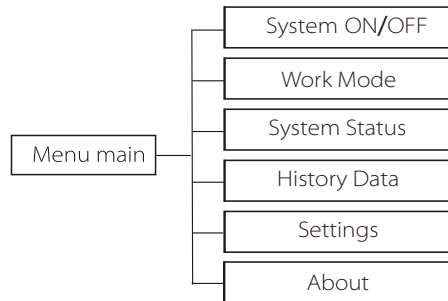 System ON/OFF
Work Mode
System Status
Menu main
History Data
Settings
About